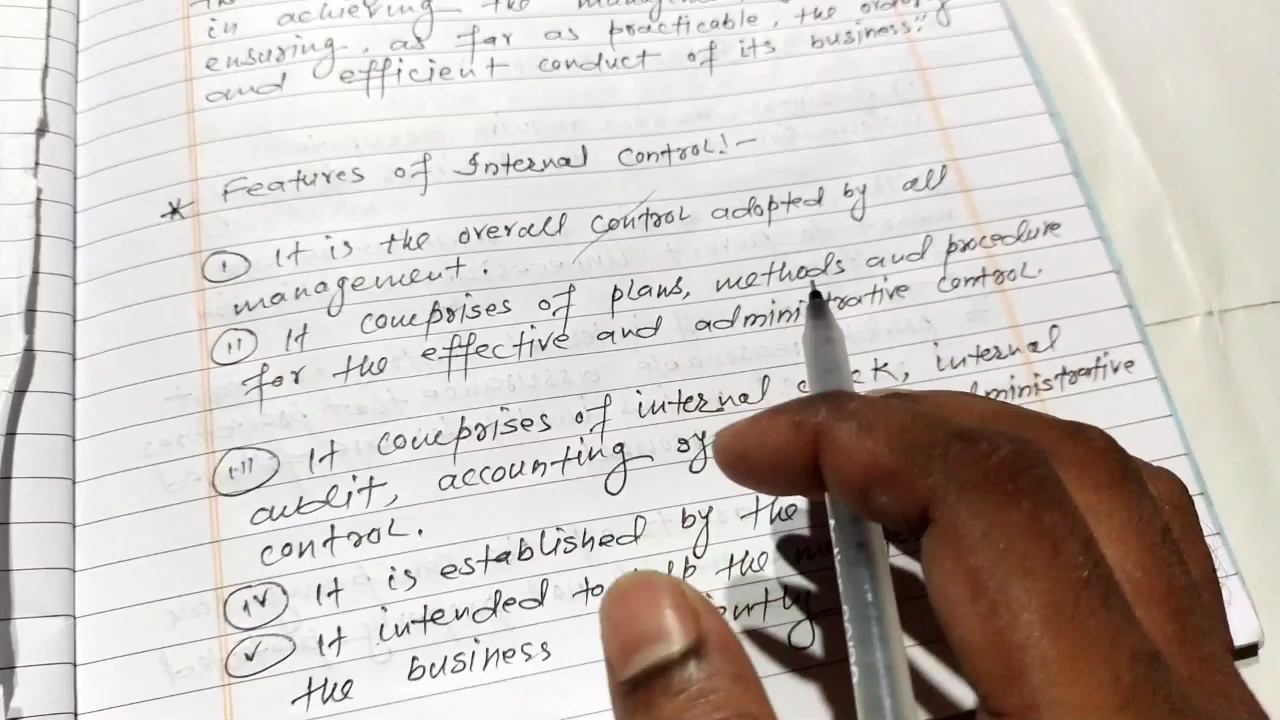 in achieving the
ensuring, as far as practicable, the orderly
and efficient conduct of its business."
* Features of Internal Control:-
(I) It is the overall control adopted by all
management.
(II) It comprises of plans, methods and procedure
for the effective and administrative control.
(III) It comprises of internal check, internal
audit, accounting administrative
control.
(IV) It is established by the
(V) It intended to help the
the business